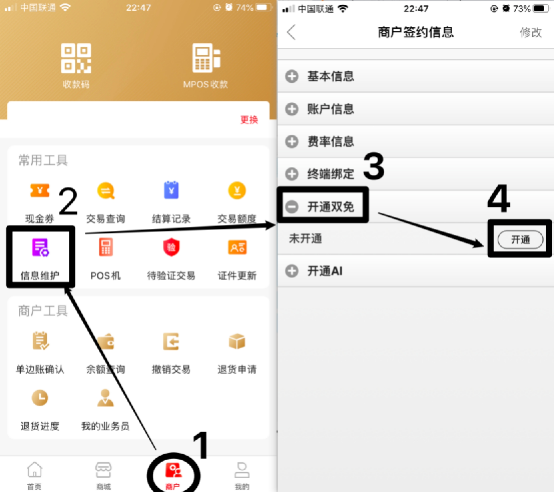 中国联通 22:47 74%
收款码 MPOS收款
更换
常用工具
2
现金券 交易查询 结算记录 交易额度
信息维护 POS机 待验证交易 证件更新
商户工具
单边账确认 余额查询 撤销交易 退货申请
退货进度 我的业务员
1
首页 商城 商户 我的
中国联通 22:47 73%
商户签约信息 修改
基本信息
账户信息
费率信息
终端绑定
3
开通双免
4
未开通 开通
开通AI